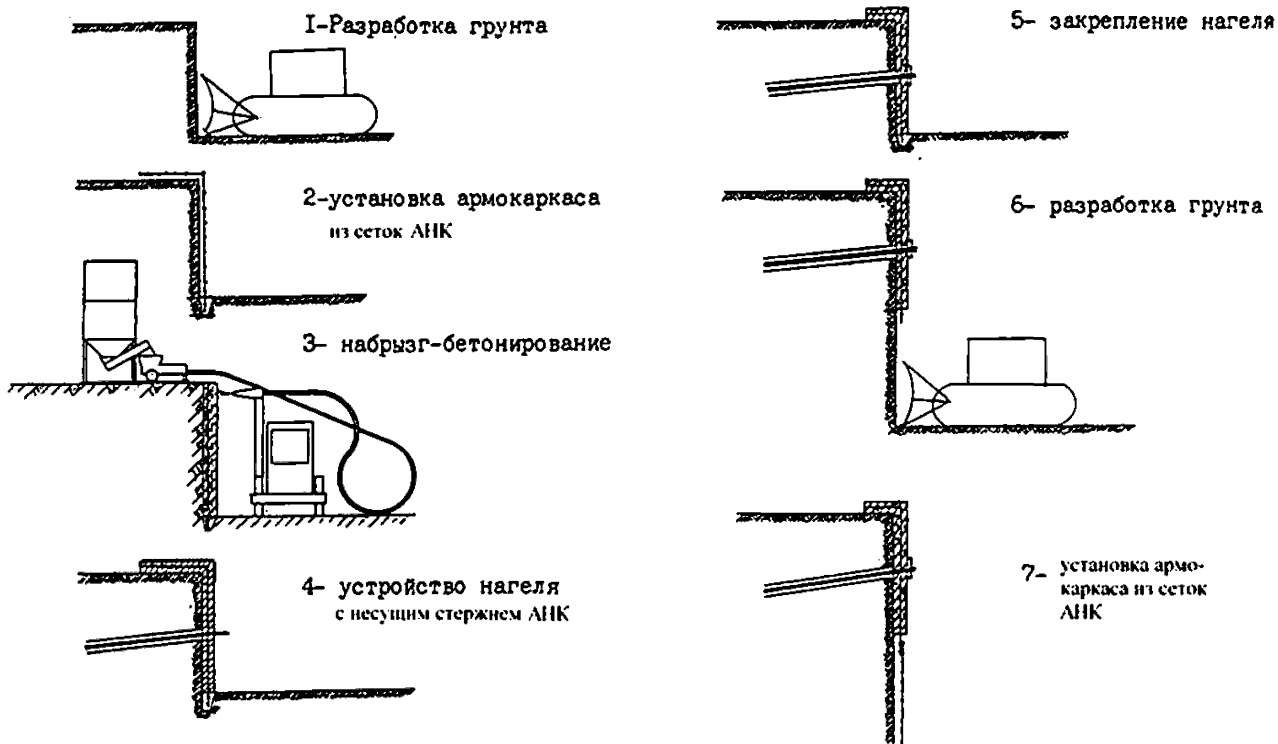 1-Разработка грунта
2-установка армокаркаса
из сеток АНК
3- набрызг-бетонирование
4- устройство нагеля
с несущим стержнем АНК
5- закрепление нагеля
6- разработка грунта
7- установка армо-
каркаса из сеток
АНК